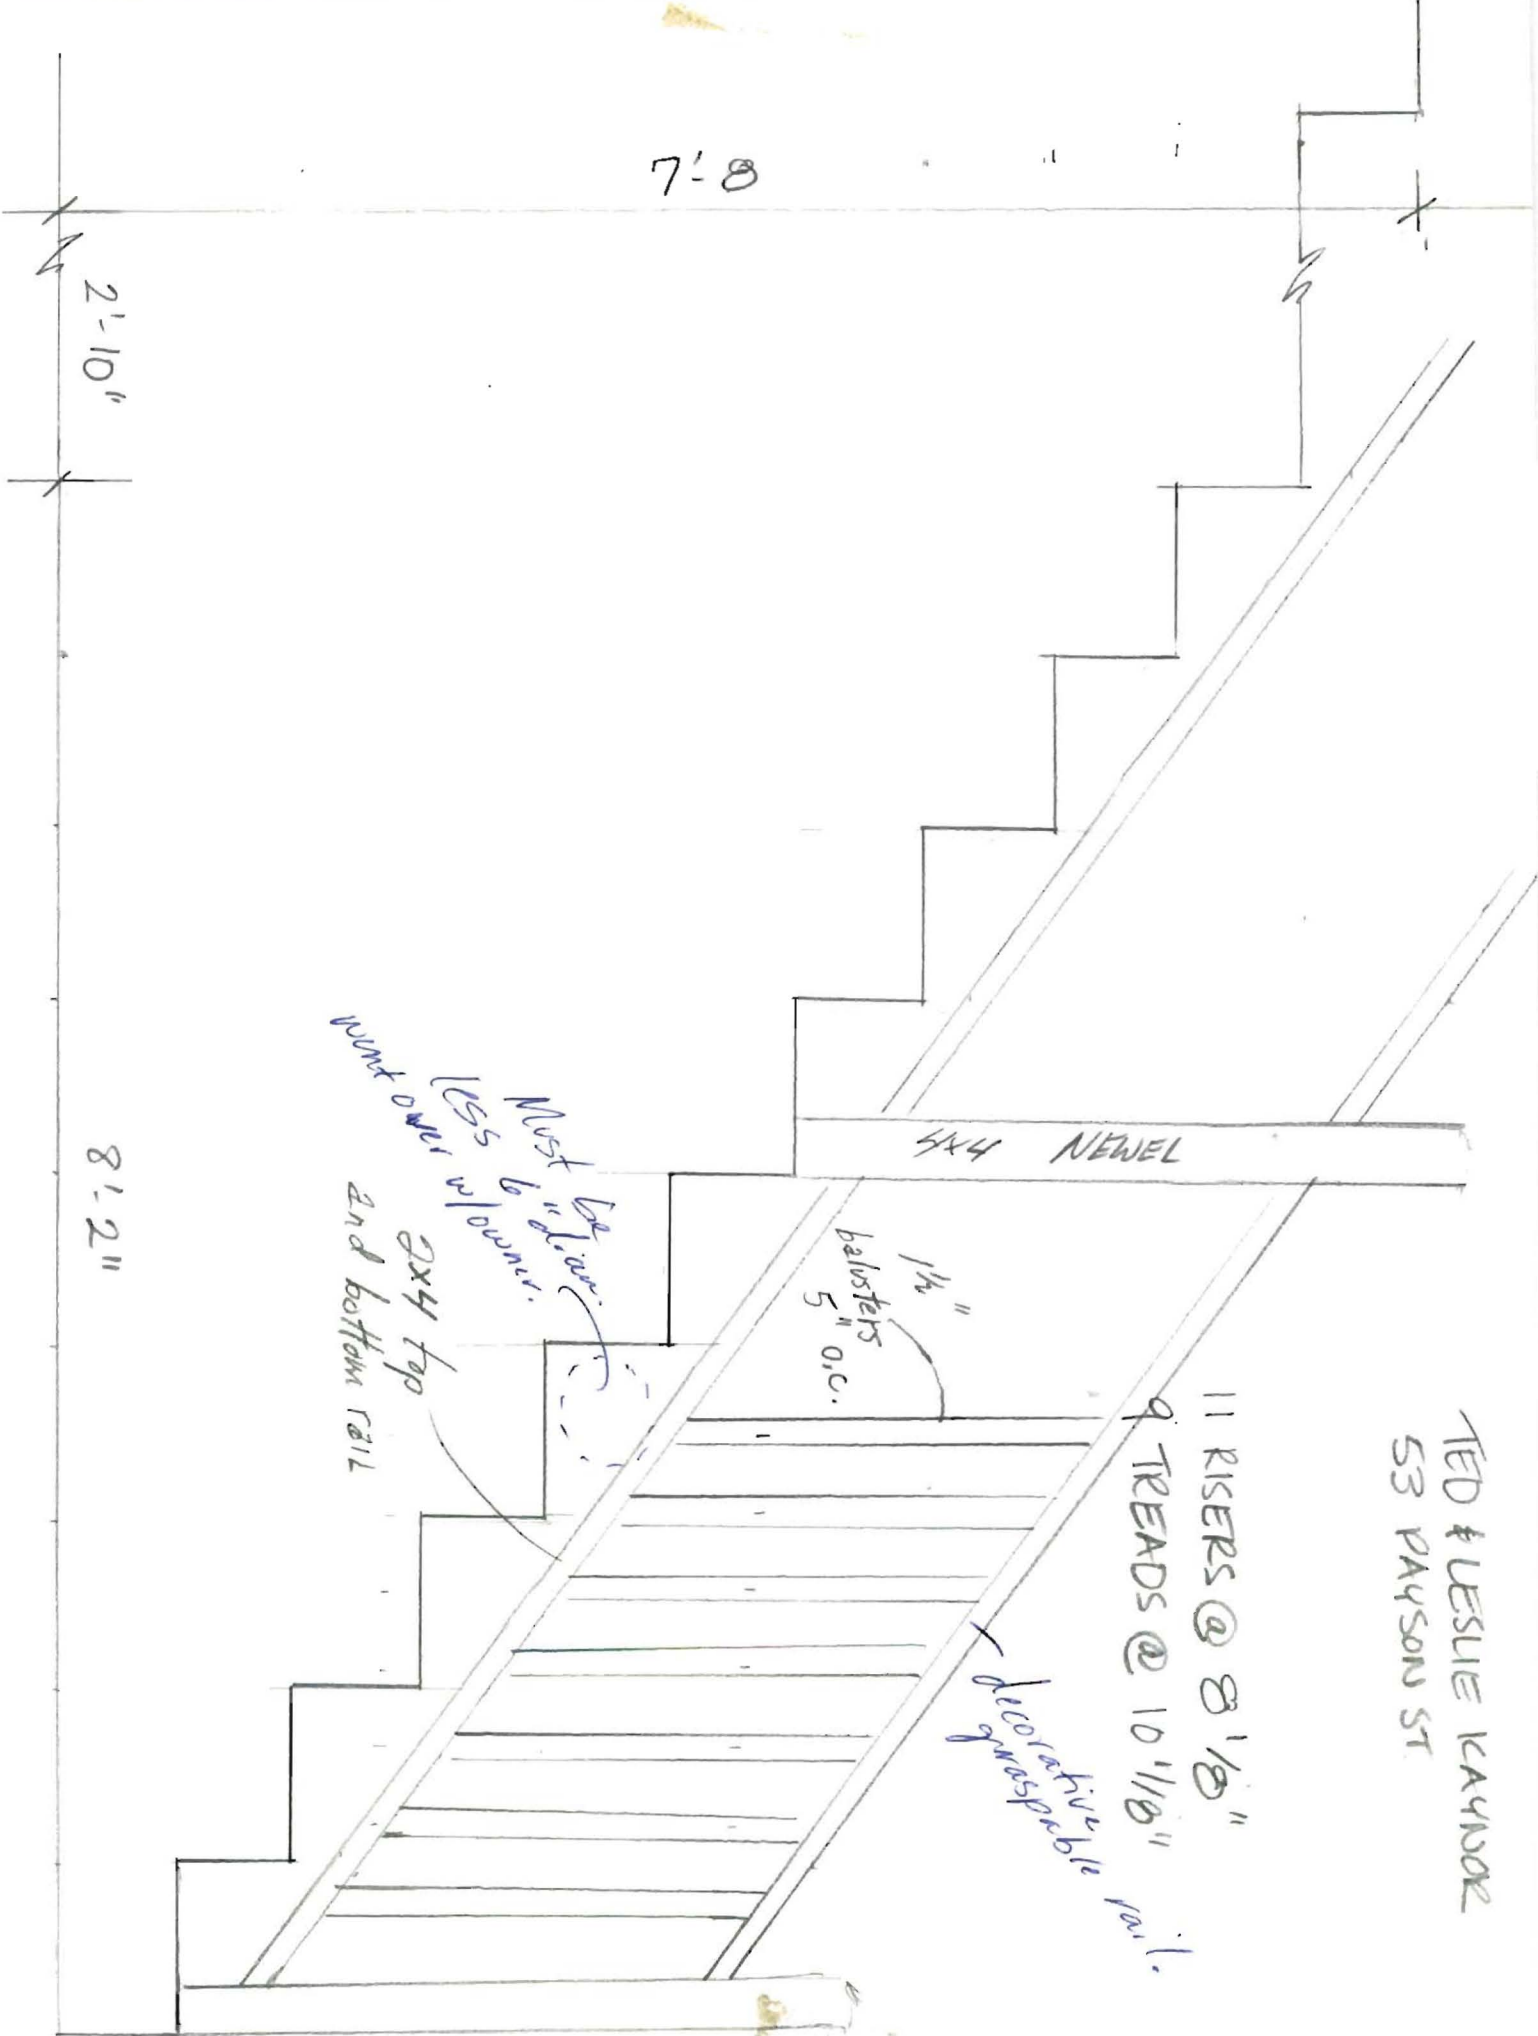 TED & LESLIE KAYNOR
53 PAYSON ST
11 RISERS @ 8 1/8"
9 TREADS @ 10 1/8"
decorative
graspable rail.
4x4 NEWEL
1 1/2"
balusters
5" o.c.
Must be
less 6" diam.
went over w/owner.
2x4 top
and bottom rail
7'-8
2'-10"
8'-2"